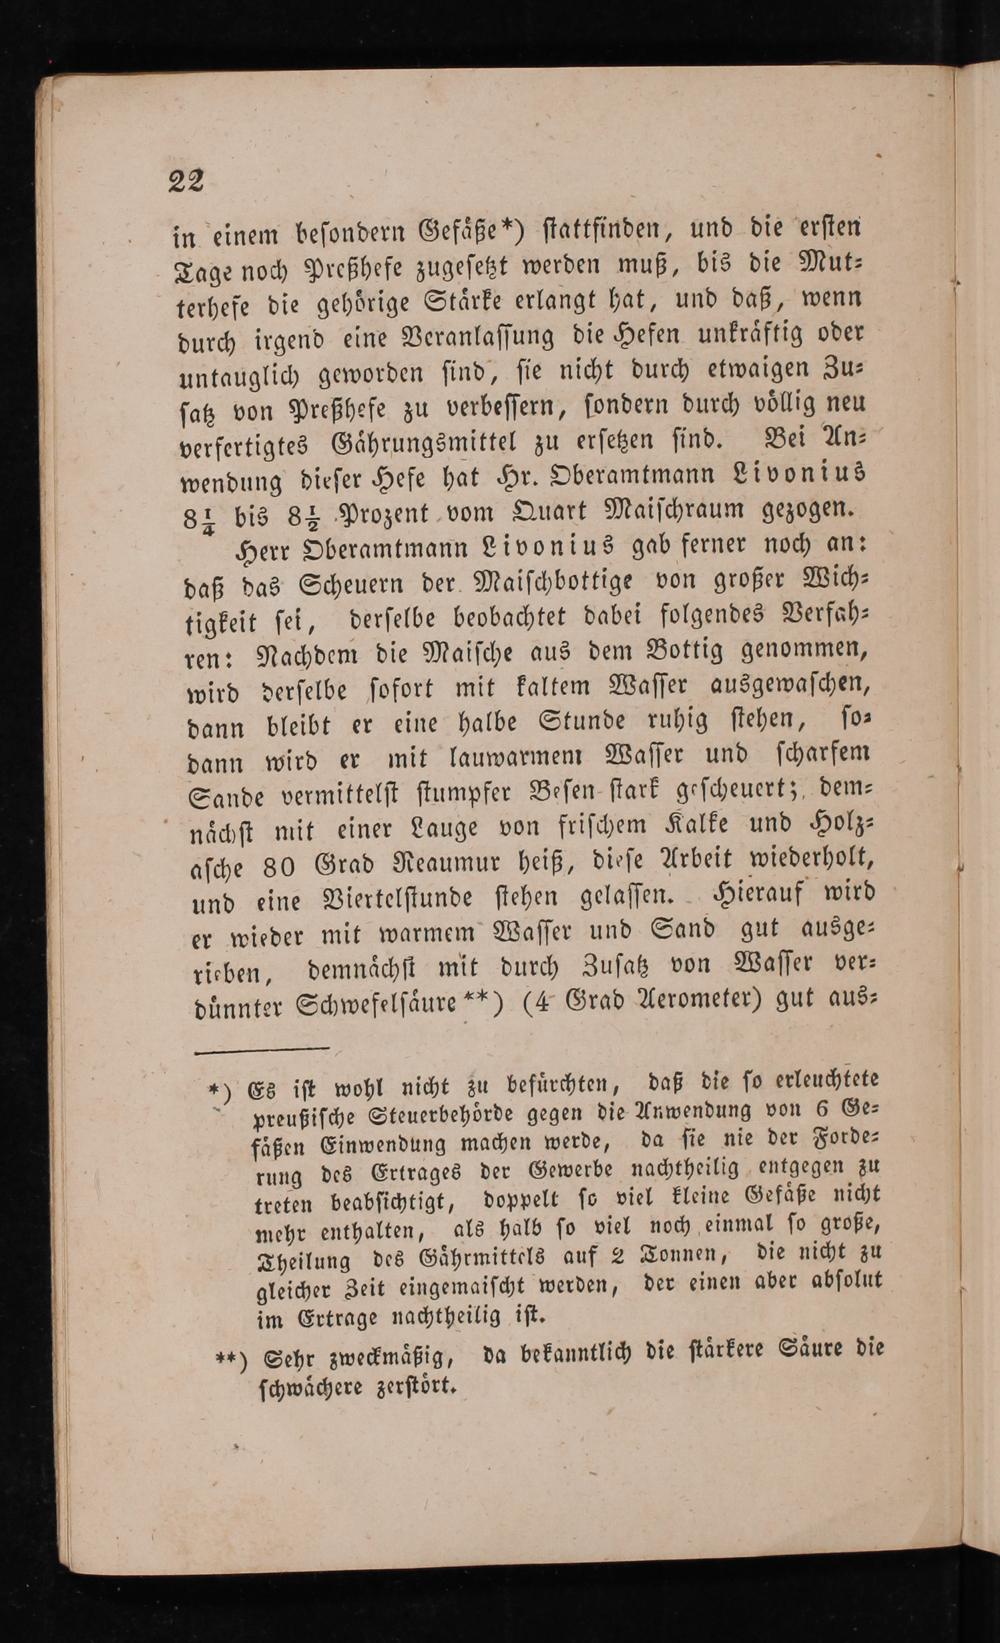 22
in einem beſondern Gefäße*) ſtattfinden, und die erſten
Tage noch Preßhefe zugeſetzt werden muß, bis die Mut-
terhefe die gehörige Stärke erlangt hat, und daß, wenn
durch irgend eine Veranlaſſung die Hefen unkräftig oder
untauglich geworden ſind, ſie nicht durch etwaigen Zu-
ſatz von Preßhefe zu verbeſſern, ſondern durch völlig neu
verfertigtes Gährungsmittel zu erſetzen ſind. Bei An-
wendung dieſer Hefe hat Hr. Oberamtmann Livonius
8¼ bis 8½ Prozent vom Quart Maiſchraum gezogen.
Herr Oberamtmann Livonius gab ferner noch an:
daß das Scheuern der Maiſchbottige von großer Wich-
tigkeit ſei, derſelbe beobachtet dabei folgendes Verfah-
ren: Nachdem die Maiſche aus dem Bottig genommen,
wird derſelbe ſofort mit kaltem Waſſer ausgewaſchen,
dann bleibt er eine halbe Stunde ruhig ſtehen, ſo-
dann wird er mit lauwarmem Waſſer und ſcharfem
Sande vermittelſt ſtumpfer Beſen ſtark geſcheuert; dem-
nächſt mit einer Lauge von friſchem Kalke und Holz-
aſche 80 Grad Reaumur heiß, dieſe Arbeit wiederholt,
und eine Viertelſtunde ſtehen gelaſſen. Hierauf wird
er wieder mit warmem Waſſer und Sand gut ausge-
rieben, demnächſt mit durch Zuſatz von Waſſer ver-
dünnter Schwefelſäure**) (4 Grad Aerometer) gut aus-
*) Es iſt wohl nicht zu befürchten, daß die ſo erleuchtete
preußiſche Steuerbehörde gegen die Anwendung von 6 Ge-
fäßen Einwendung machen werde, da ſie nie der Forde-
rung des Ertrages der Gewerbe nachtheilig entgegen zu
treten beabſichtigt, doppelt ſo viel kleine Gefäße nicht
mehr enthalten, als halb ſo viel noch einmal ſo große,
Theilung des Gährmittels auf 2 Tonnen, die nicht zu
gleicher Zeit eingemaiſcht werden, der einen aber abſolut
im Ertrage nachtheilig iſt.
**) Sehr zweckmäßig, da bekanntlich die ſtärkere Säure die
ſchwächere zerſtört.